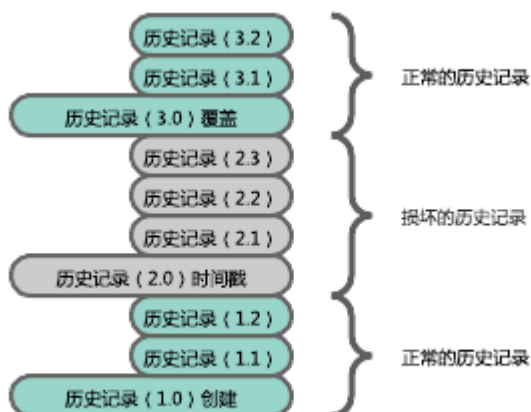 历史记录（3.2）
历史记录（3.1）
正常的历史记录
历史记录（3.0）覆盖
历史记录（2.3）
历史记录（2.2）
损坏的历史记录
历史记录（2.1）
历史记录（2.0）时间戳
历史记录（1.2）
历史记录（1.1）
正常的历史记录
历史记录（1.0）创建